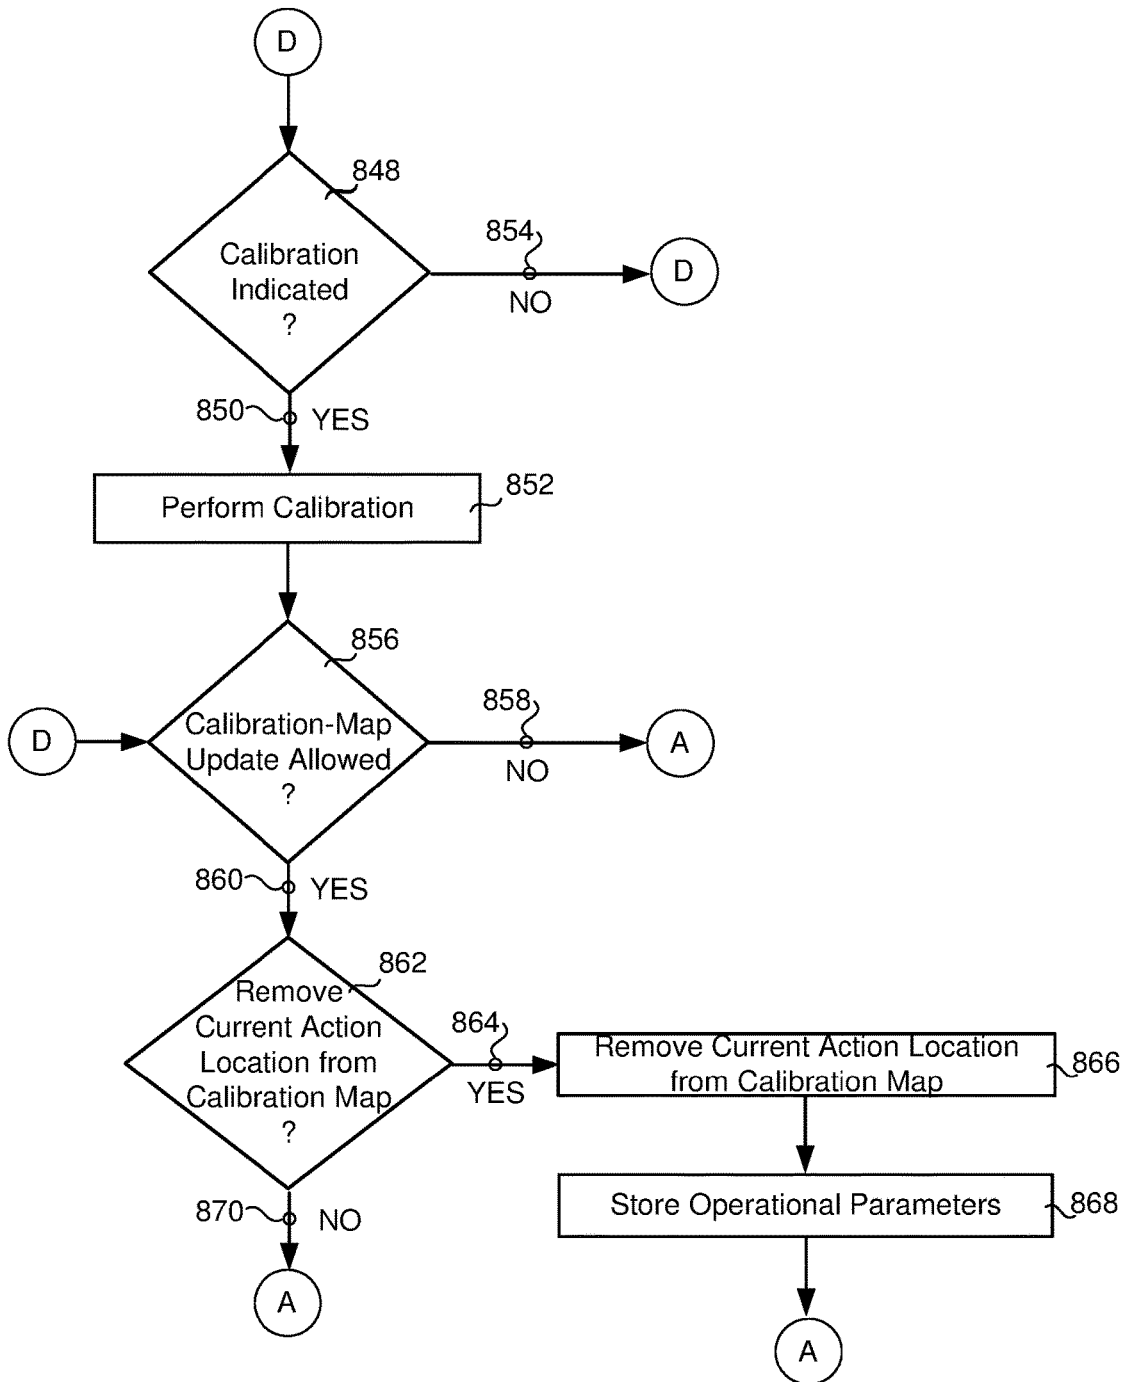 D
848
Calibration
Indicated
?
854
NO
D
850
YES
Perform Calibration
852
856
Calibration-Map
Update Allowed
?
D
858
NO
A
860
YES
862
Remove
Current Action
Location from
Calibration Map
?
864
YES
Remove Current Action Location
from Calibration Map
866
Store Operational Parameters
868
870
NO
A
A